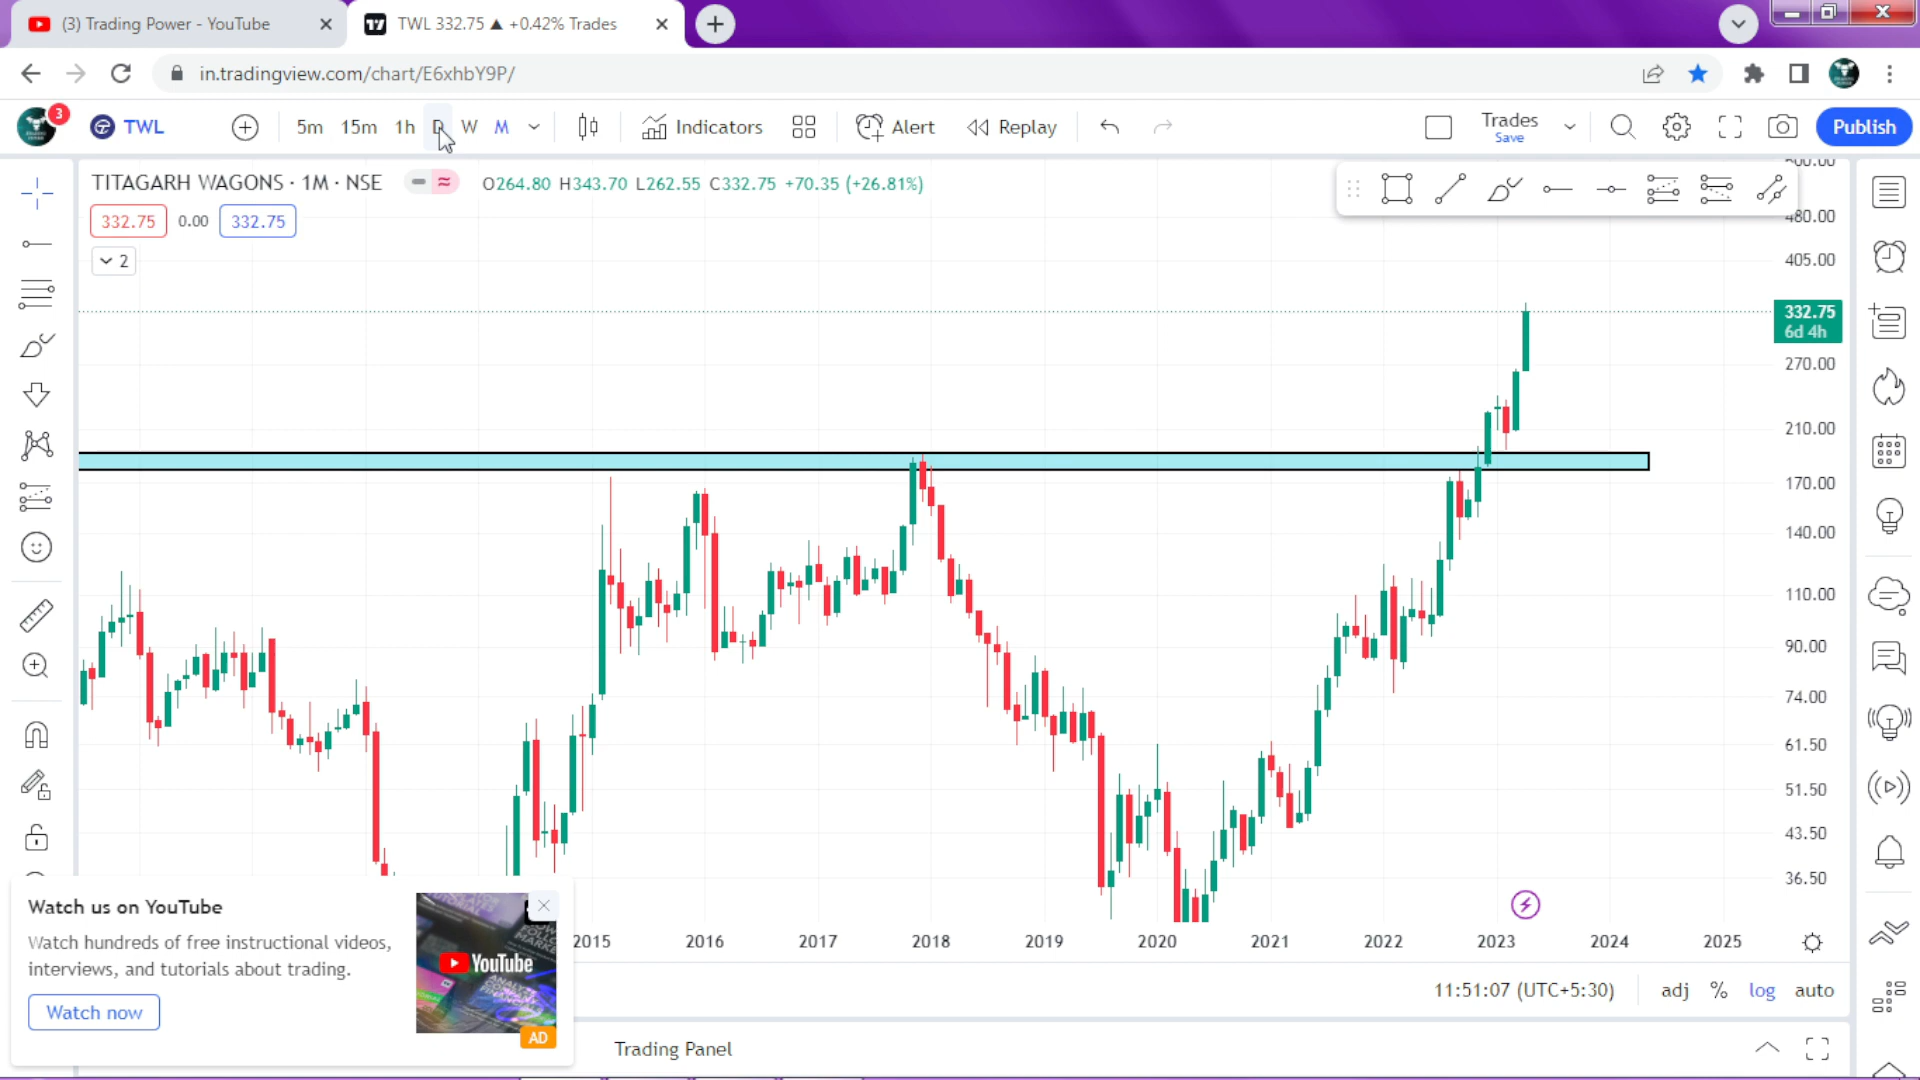 (3) Trading Power - YouTube
TWL 332.75 ▲ +0.42% Trades
in.tradingview.com/chart/E6xhbY9P/
3
TWL
5m 15m 1h D W M
Indicators
Alert
Replay
Trades
Save
Publish
TITAGARH WAGONS · 1M · NSE
O264.80 H343.70 L262.55 C332.75 +70.35 (+26.81%)
332.75 0.00 332.75
2
480.00
405.00
332.75
6d 4h
270.00
210.00
170.00
140.00
110.00
90.00
74.00
61.50
51.50
43.50
36.50
2015 2016 2017 2018 2019 2020 2021 2022 2023 2024 2025
Watch us on YouTube
Watch hundreds of free instructional videos,
interviews, and tutorials about trading.
Watch now
YouTube
AD
11:51:07 (UTC+5:30)
adj % log auto
Trading Panel